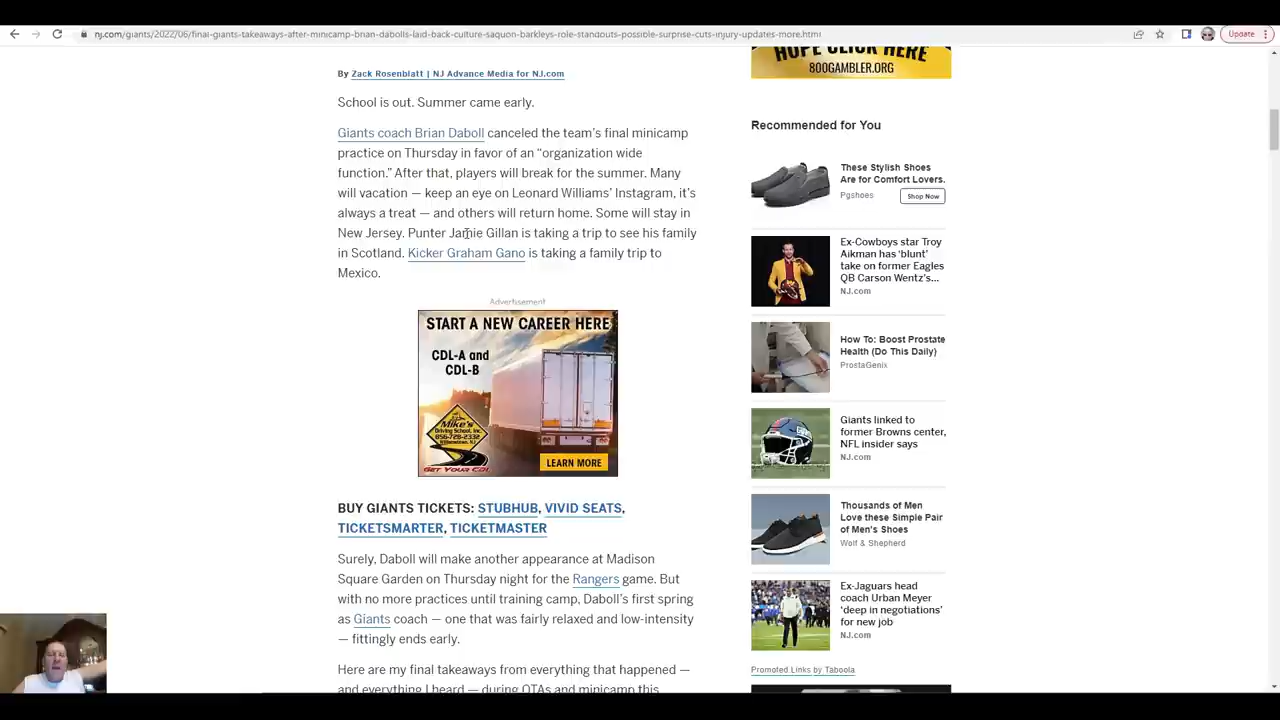 Update
nj.com/giants/2022/06/final-giants-takeaways-after-minicamp-brian-dabolls-laid-back-culture-saquon-barkleys-role-standouts-possible-surprise-cuts-injury-updates-more.html
By Zack Rosenblatt | NJ Advance Media for NJ.com
School is out. Summer came early.
Giants coach Brian Daboll canceled the team’s final minicamp
practice on Thursday in favor of an “organization wide
function.” After that, players will break for the summer. Many
will vacation — keep an eye on Leonard Williams’ Instagram, it’s
always a treat — and others will return home. Some will stay in
New Jersey. Punter Jamie Gillan is taking a trip to see his family
in Scotland. Kicker Graham Gano is taking a family trip to
Mexico.
Advertisement
START A NEW CAREER HERE
CDL-A and
CDL-B
Mike's
Driving School, Inc.
856-728-2332
Williamstown, NJ
GET YOUR CDL
LEARN MORE
BUY GIANTS TICKETS: STUBHUB, VIVID SEATS,
TICKETSMARTER, TICKETMASTER
Surely, Daboll will make another appearance at Madison
Square Garden on Thursday night for the Rangers game. But
with no more practices until training camp, Daboll’s first spring
as Giants coach — one that was fairly relaxed and low-intensity
— fittingly ends early.
Here are my final takeaways from everything that happened —
and everything I heard — during OTAs and minicamp this
HOPE CLICK HERE
800GAMBLER.ORG
Recommended for You
These Stylish Shoes
Are for Comfort Lovers.
Pgshoes
Shop Now
Ex-Cowboys star Troy
Aikman has ‘blunt’
take on former Eagles
QB Carson Wentz’s...
NJ.com
How To: Boost Prostate
Health (Do This Daily)
ProstaGenix
Giants linked to
former Browns center,
NFL insider says
NJ.com
Thousands of Men
Love these Simple Pair
of Men's Shoes
Wolf & Shepherd
Ex-Jaguars head
coach Urban Meyer
‘deep in negotiations’
for new job
NJ.com
Promoted Links by Taboola